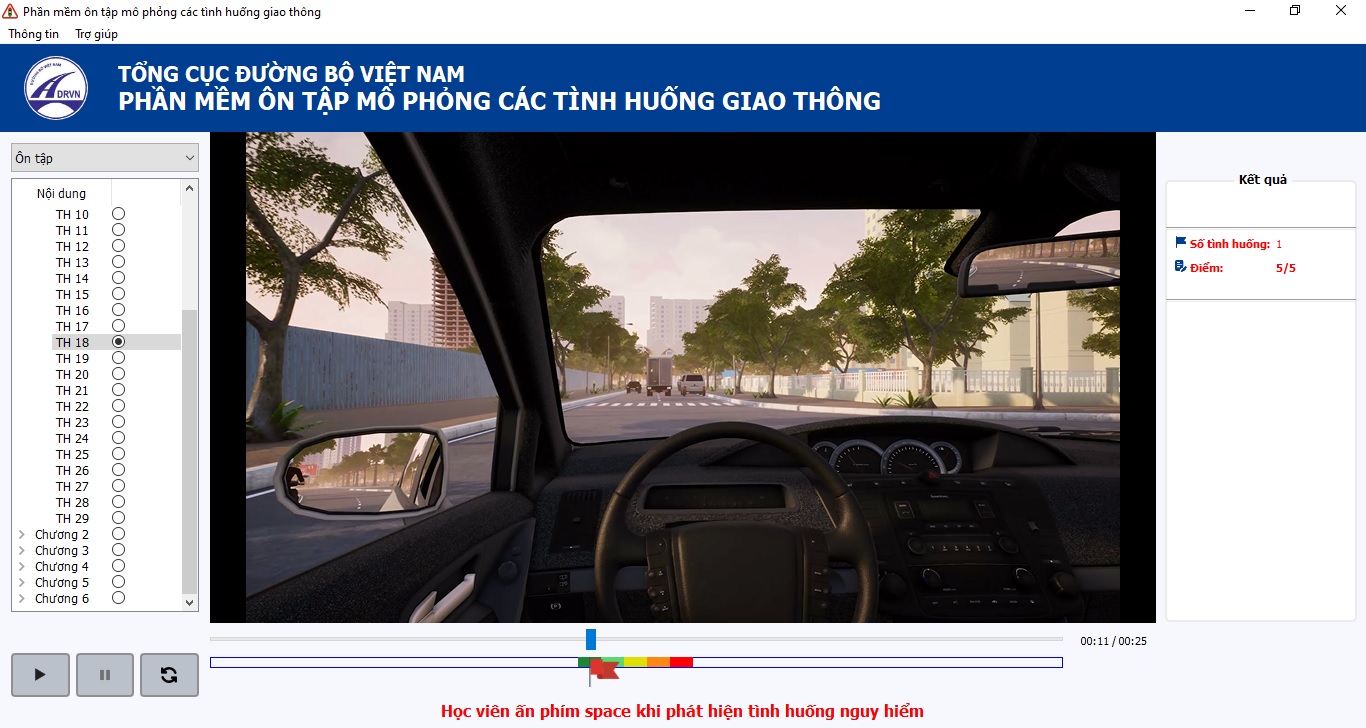 Phần mềm ôn tập mô phỏng các tình huống giao thông
Thông tin Trợ giúp
ĐƯỜNG BỘ VIỆT NAM
DRVN
TỔNG CỤC ĐƯỜNG BỘ VIỆT NAM
PHẦN MỀM ÔN TẬP MÔ PHỎNG CÁC TÌNH HUỐNG GIAO THÔNG
Ôn tập
Nội dung
TH 10
TH 11
TH 12
TH 13
TH 14
TH 15
TH 16
TH 17
TH 18
TH 19
TH 20
TH 21
TH 22
TH 23
TH 24
TH 25
TH 26
TH 27
TH 28
TH 29
Chương 2
Chương 3
Chương 4
Chương 5
Chương 6
Kết quả
Số tình huống: 1
Điểm: 5/5
00:11 / 00:25
Học viên ấn phím space khi phát hiện tình huống nguy hiểm